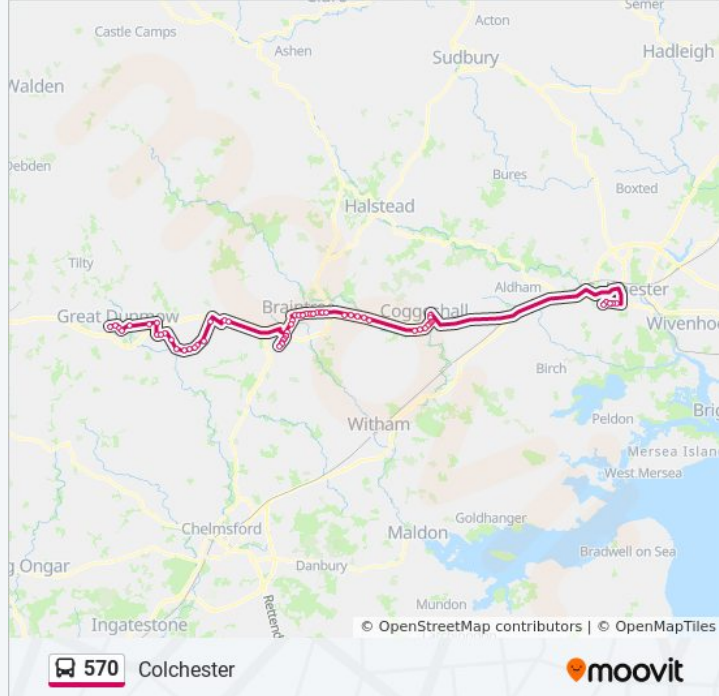 Semer
Castle Camps
Acton
Ashen
Sudbury
Hadleigh
Walden
Debden
Bures
Boxted
Halstead
Tilty
Aldham
Great Dunmow
Wivenhoe
Birch
Peldon
Witham
Mersea Island
West Mersea
Goldhanger
Chelmsford
Maldon
Bradwell on Sea
Danbury
Mundon
Ingatestone
© OpenStreetMap contributors | © OpenMapTiles
570 Colchester
moovit